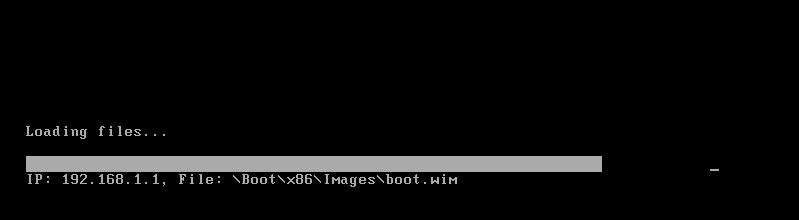 Loading files...
IP: 192.168.1.1, File: \Boot\x86\Images\boot.wim